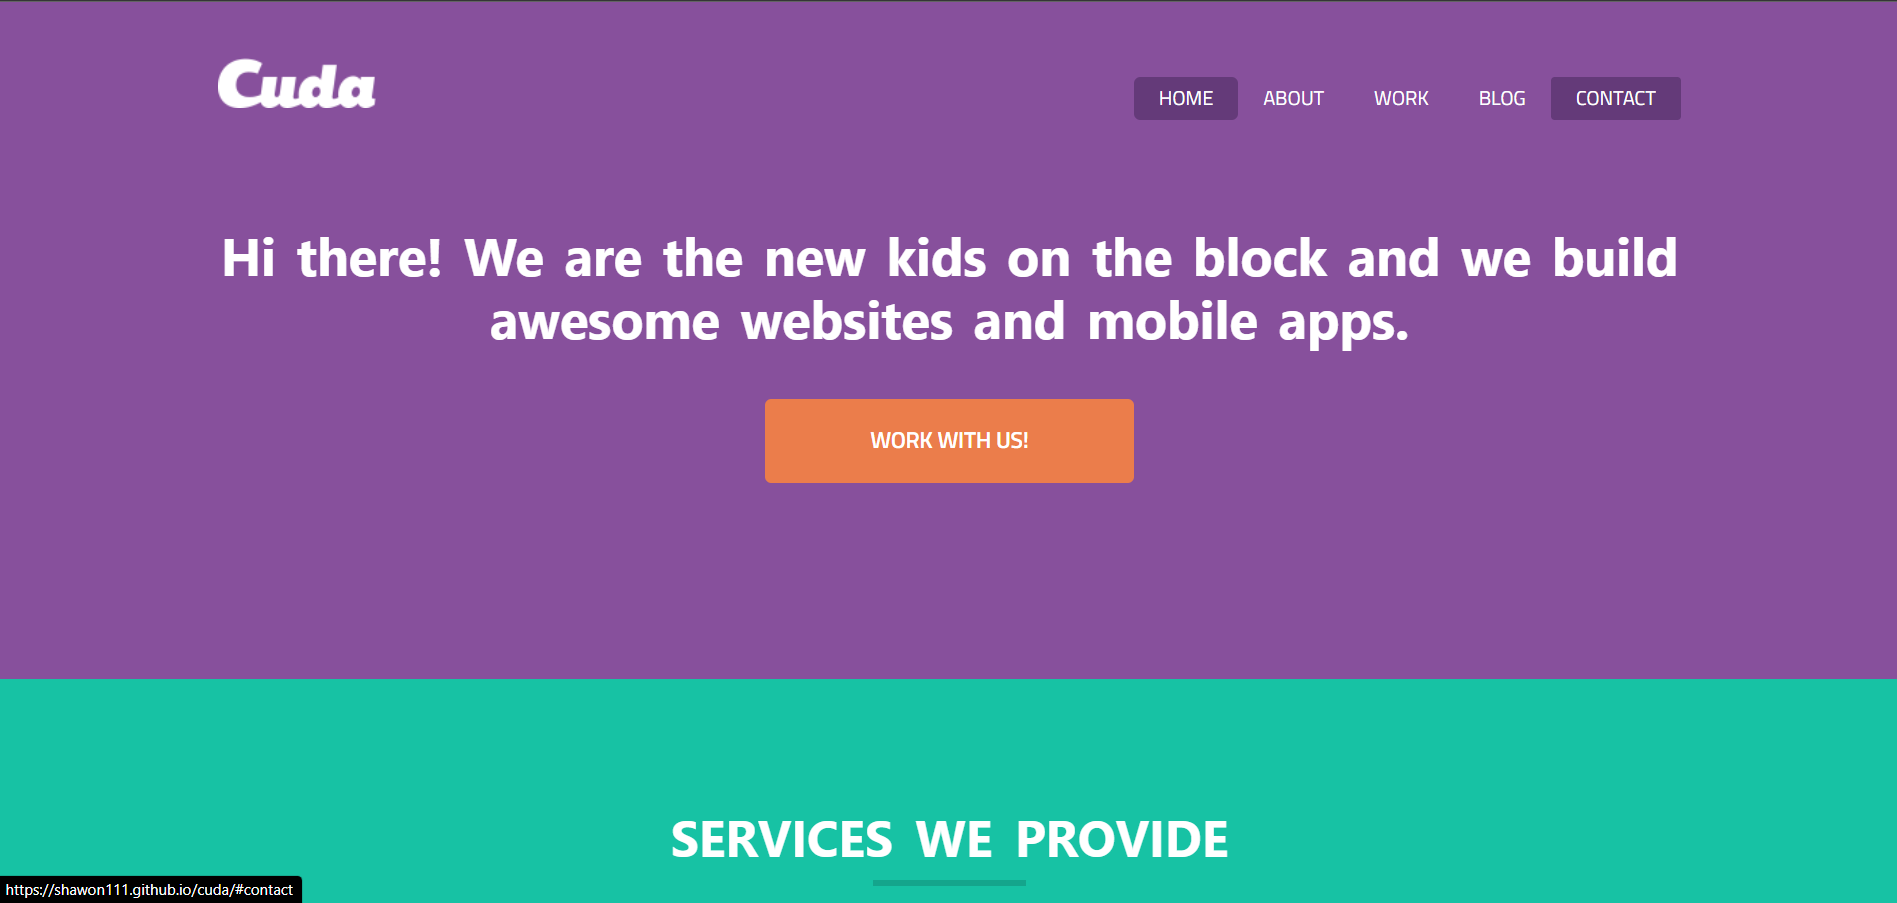 Cuda
HOME ABOUT WORK BLOG CONTACT
Hi there! We are the new kids on the block and we build
awesome websites and mobile apps.
WORK WITH US!
SERVICES WE PROVIDE
https://shawon111.github.io/cuda/#contact